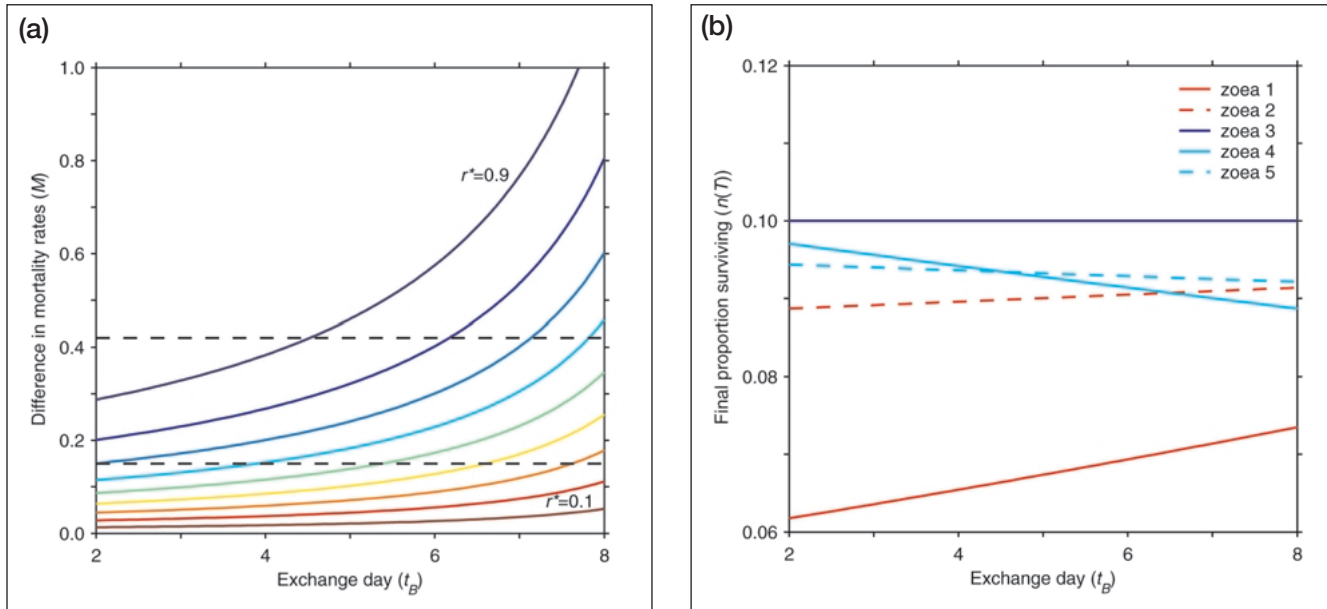 (a)
Difference in mortality rates (M)
1.0
0.8
0.6
0.4
0.2
0.0
r*=0.9
r*=0.1
2
4
6
8
Exchange day (t_B)
(b)
Final proportion surviving (n(T))
0.12
0.10
0.08
0.06
zoea 1
zoea 2
zoea 3
zoea 4
zoea 5
2
4
6
8
Exchange day (t_B)